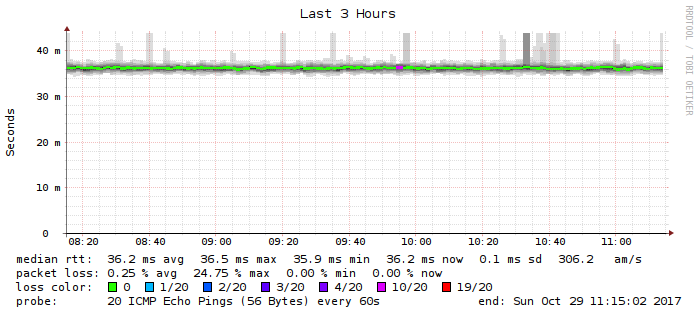 Last 3 Hours
RRDTOOL / TOBI OETIKER
Seconds
40 m
30 m
20 m
10 m
0
08:20 08:40 09:00 09:20 09:40 10:00 10:20 10:40 11:00
median rtt: 36.2 ms avg 36.5 ms max 35.9 ms min 36.2 ms now 0.1 ms sd 306.2 am/s
packet loss: 0.25 % avg 24.75 % max 0.00 % min 0.00 % now
loss color: 0 1/20 2/20 3/20 4/20 10/20 19/20
probe: 20 ICMP Echo Pings (56 Bytes) every 60s end: Sun Oct 29 11:15:02 2017